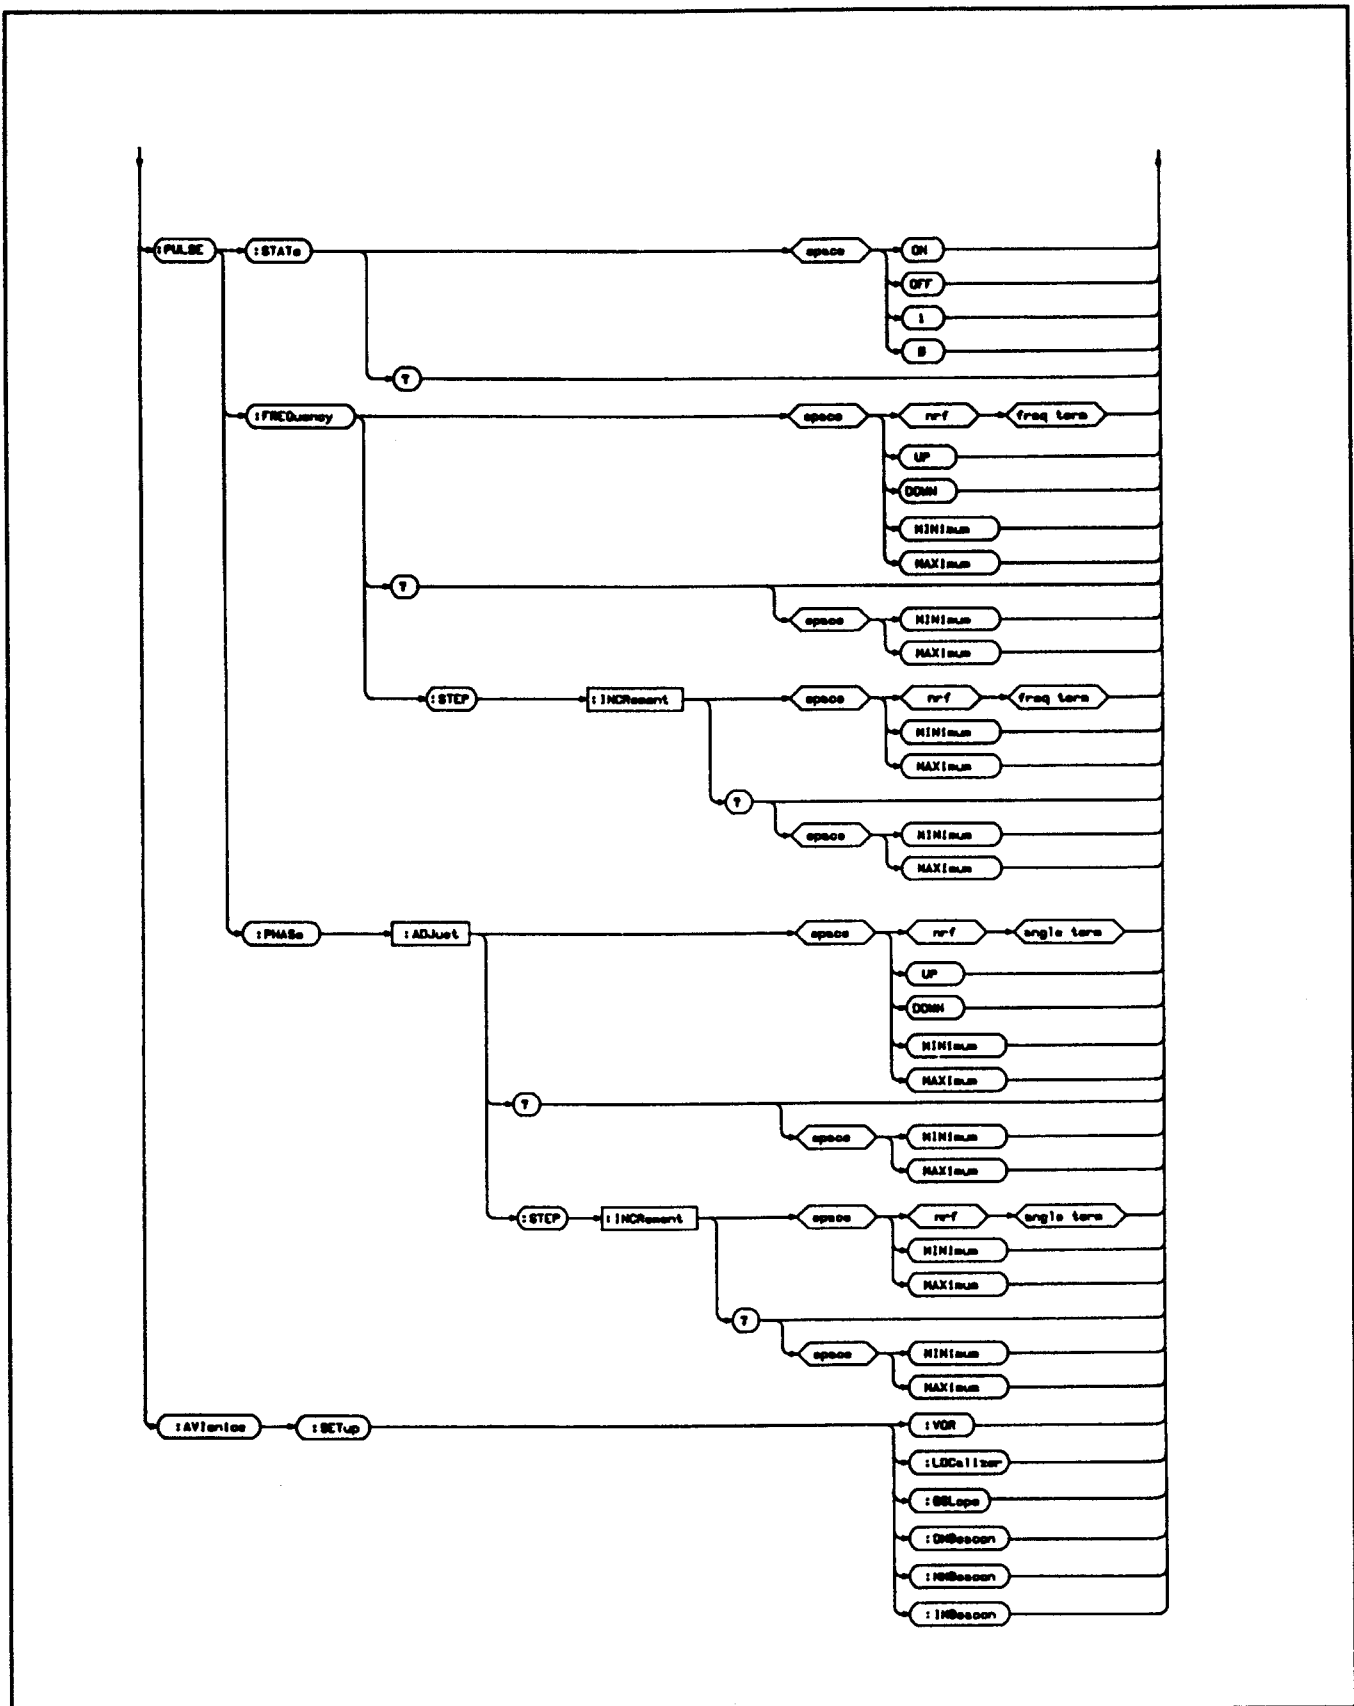 :PULSE :STATe space ON
OFF
1
0
?
:FREQuency space nrf freq term
UP
DOWN
MINimum
MAXimum
?
space MINimum
MAXimum
:STEP :INCRement space nrf freq term
MINimum
MAXimum
?
space MINimum
MAXimum
:PHASe :ADJust space nrf angle term
UP
DOWN
MINimum
MAXimum
?
space MINimum
MAXimum
:STEP :INCRement space nrf angle term
MINimum
MAXimum
?
space MINimum
MAXimum
:AVIonics :SETup :VOR
:LOCalizer
:GSLope
:OMBeacon
:MMBeacon
:IMBeacon